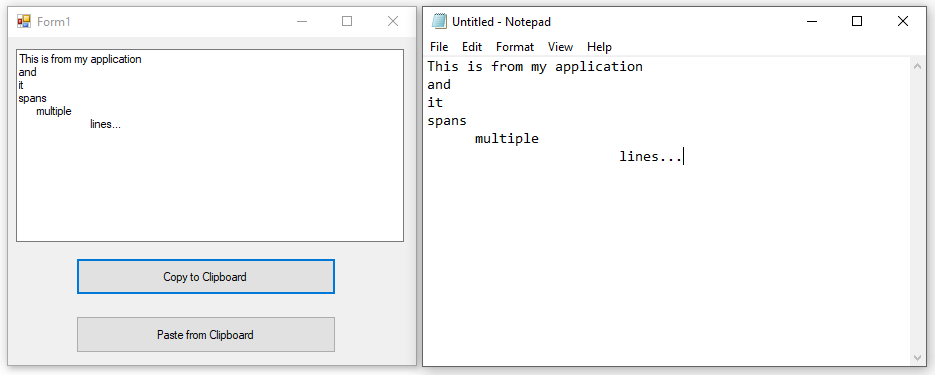 Form1
This is from my application
and
it
spans
      multiple
                        lines...
Copy to Clipboard
Paste from Clipboard
Untitled - Notepad
File Edit Format View Help
This is from my application
and
it
spans
      multiple
                        lines...